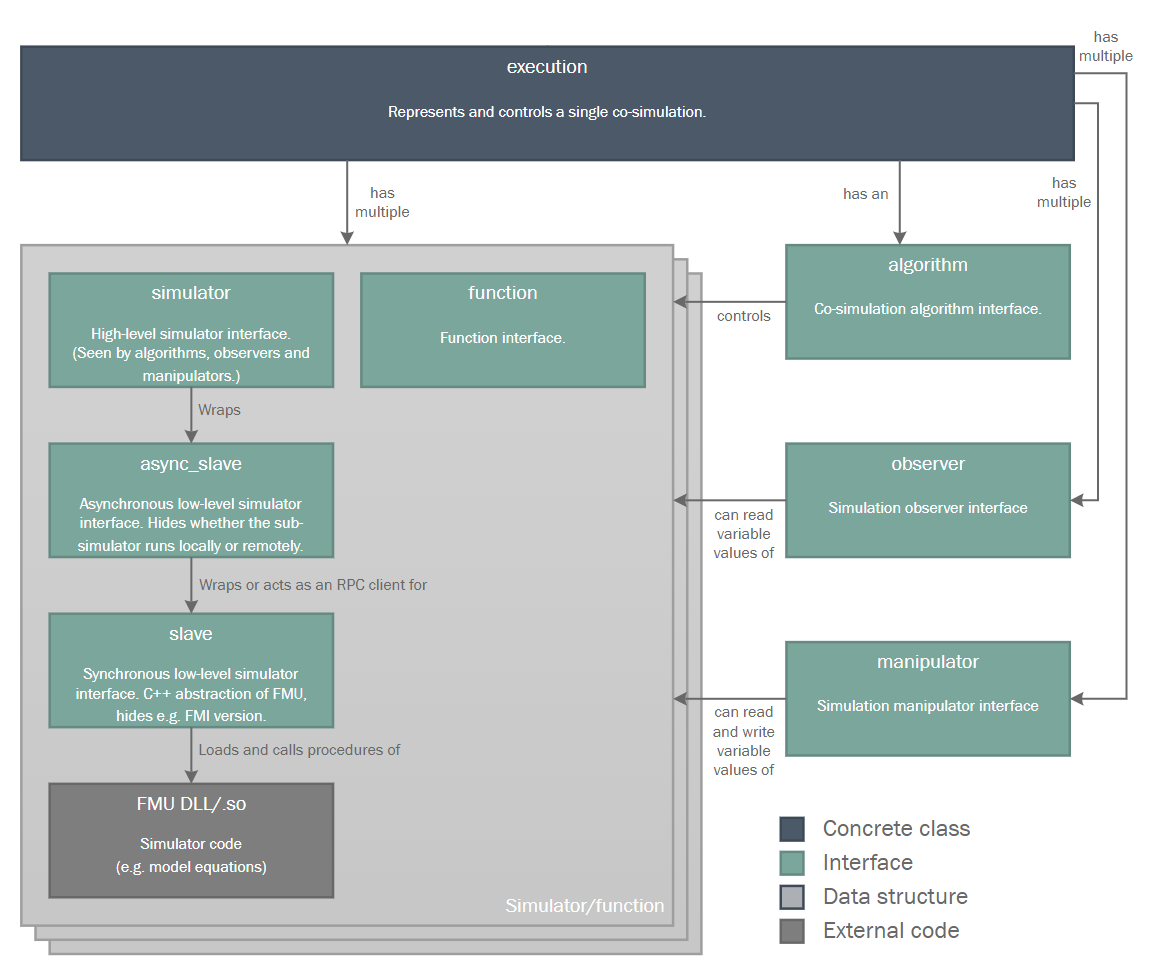 has
multiple
execution
Represents and controls a single co-simulation.
has
multiple
has an
has
multiple
simulator
High-level simulator interface.
(Seen by algorithms, observers and
manipulators.)
function
Function interface.
controls
algorithm
Co-simulation algorithm interface.
Wraps
async_slave
Asynchronous low-level simulator
interface. Hides whether the sub-
simulator runs locally or remotely.
can read
variable
values of
observer
Simulation observer interface
Wraps or acts as an RPC client for
slave
Synchronous low-level simulator
interface. C++ abstraction of FMU,
hides e.g. FMI version.
can read
and write
variable
values of
manipulator
Simulation manipulator interface
Loads and calls procedures of
FMU DLL/.so
Simulator code
(e.g. model equations)
Simulator/function
Concrete class
Interface
Data structure
External code